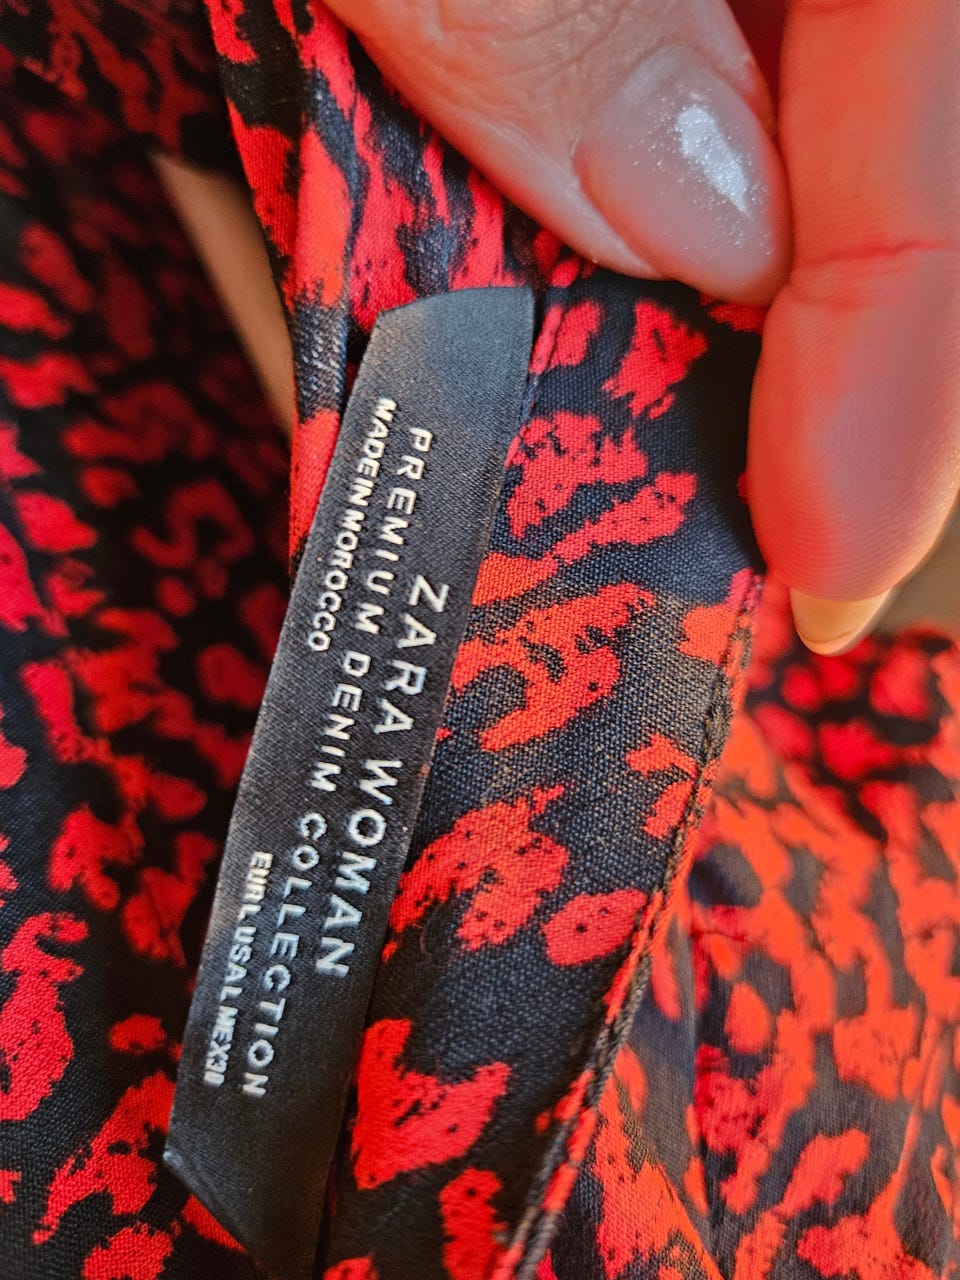 ZARA WOMAN
PREMIUM DENIM COLLECTION
MADE IN MOROCCO
EUR L USA L MEX 30